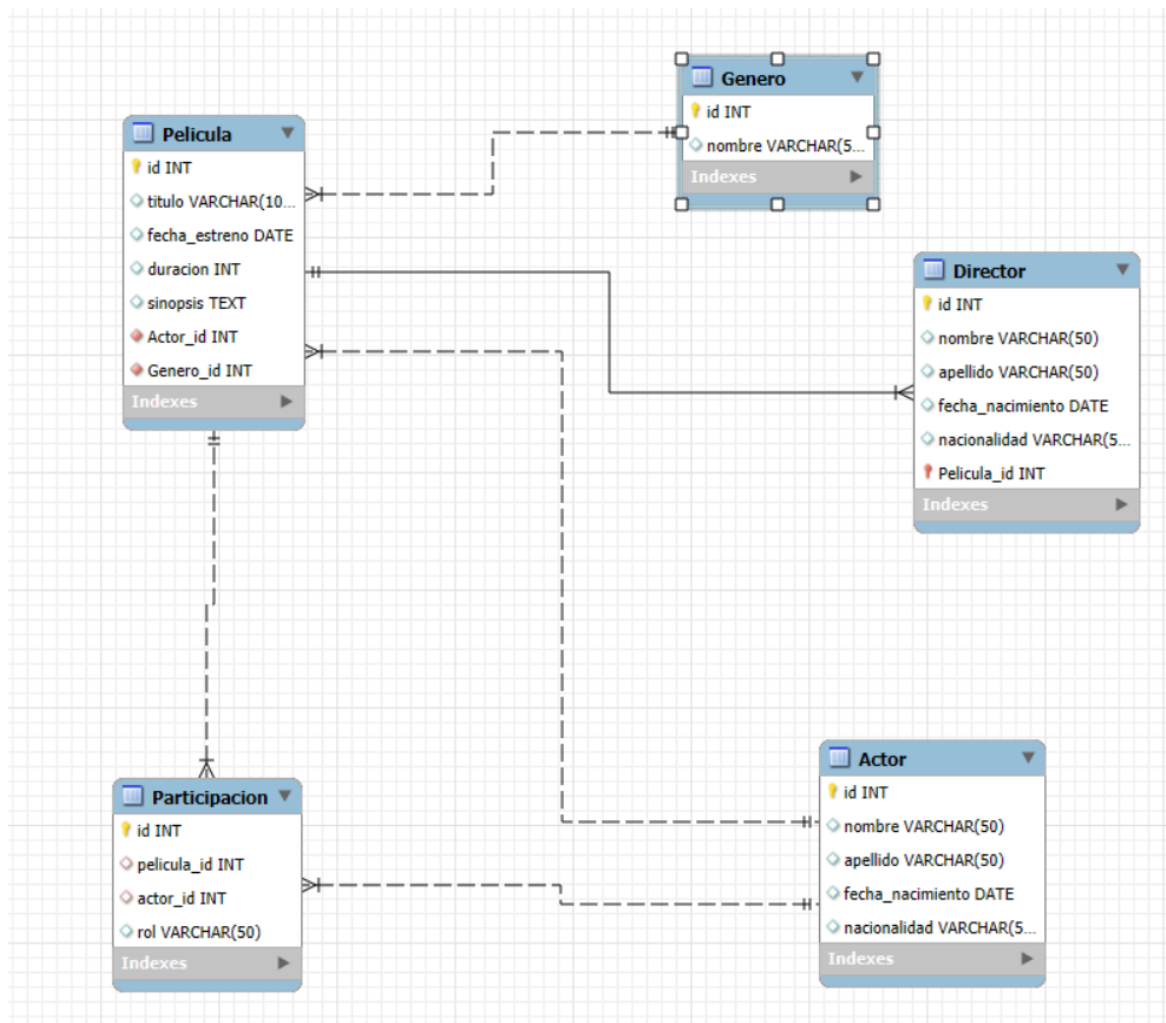 Genero
id INT
nombre VARCHAR(5...
Indexes
Pelicula
id INT
titulo VARCHAR(10...
fecha_estreno DATE
duracion INT
sinopsis TEXT
Actor_id INT
Genero_id INT
Indexes
Director
id INT
nombre VARCHAR(50)
apellido VARCHAR(50)
fecha_nacimiento DATE
nacionalidad VARCHAR(5...
Pelicula_id INT
Indexes
Participacion
id INT
pelicula_id INT
actor_id INT
rol VARCHAR(50)
Indexes
Actor
id INT
nombre VARCHAR(50)
apellido VARCHAR(50)
fecha_nacimiento DATE
nacionalidad VARCHAR(5...
Indexes